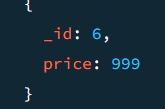 {
_id: 6,
price: 999
}